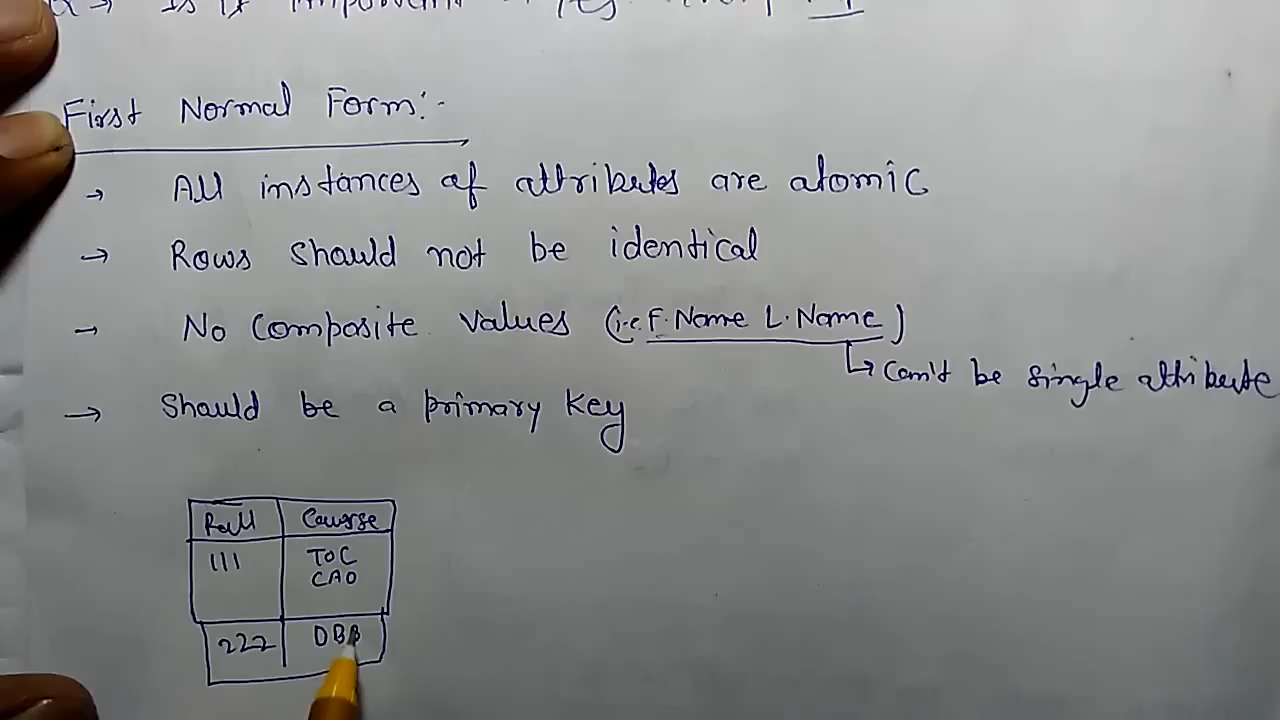 First Normal Form:-
→ All instances of attributes are atomic
→ Rows should not be identical
→ No Composite values (i.e. F.Name L.Name)
↳ Can't be single attribute
→ Should be a primary key
Roll Course
111 TOC
CAO
222 DBB